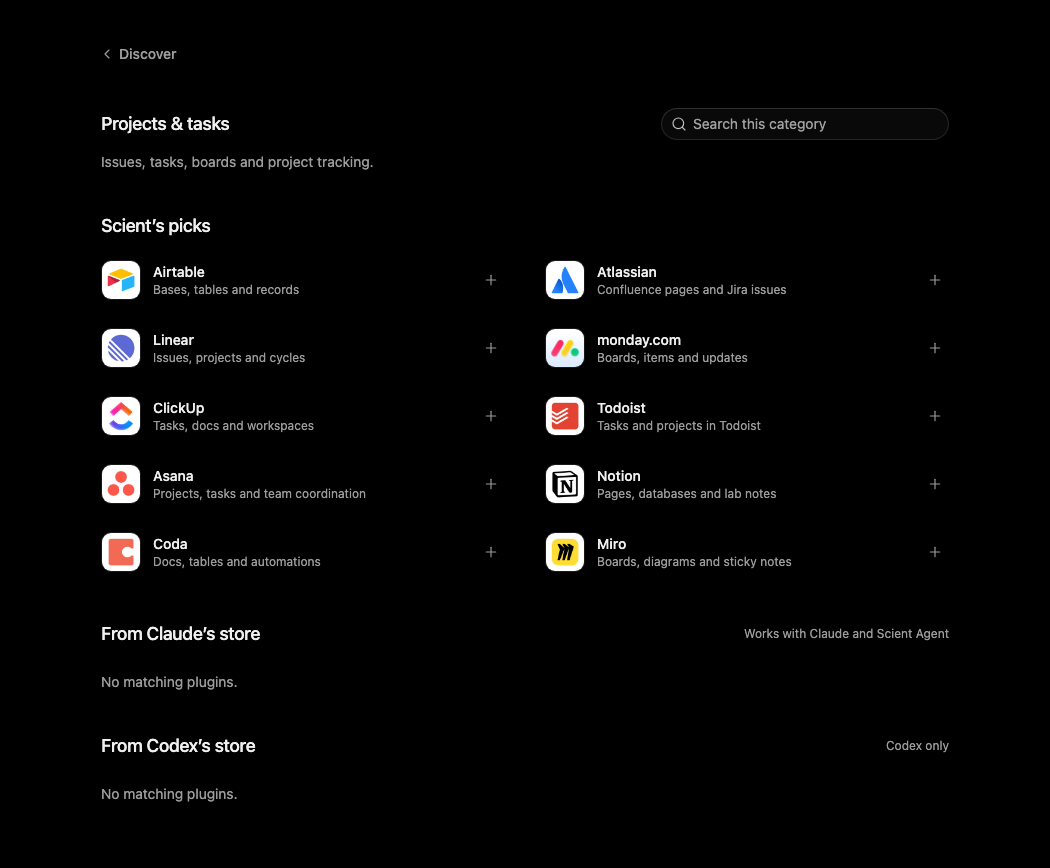 Discover
Projects & tasks
Search this category
Issues, tasks, boards and project tracking.
Scient's picks
Airtable
Bases, tables and records
Atlassian
Confluence pages and Jira issues
Linear
Issues, projects and cycles
monday.com
Boards, items and updates
ClickUp
Tasks, docs and workspaces
Todoist
Tasks and projects in Todoist
Asana
Projects, tasks and team coordination
N
Notion
Pages, databases and lab notes
Coda
Docs, tables and automations
Miro
Boards, diagrams and sticky notes
From Claude's store
Works with Claude and Scient Agent
No matching plugins.
From Codex's store
Codex only
No matching plugins.